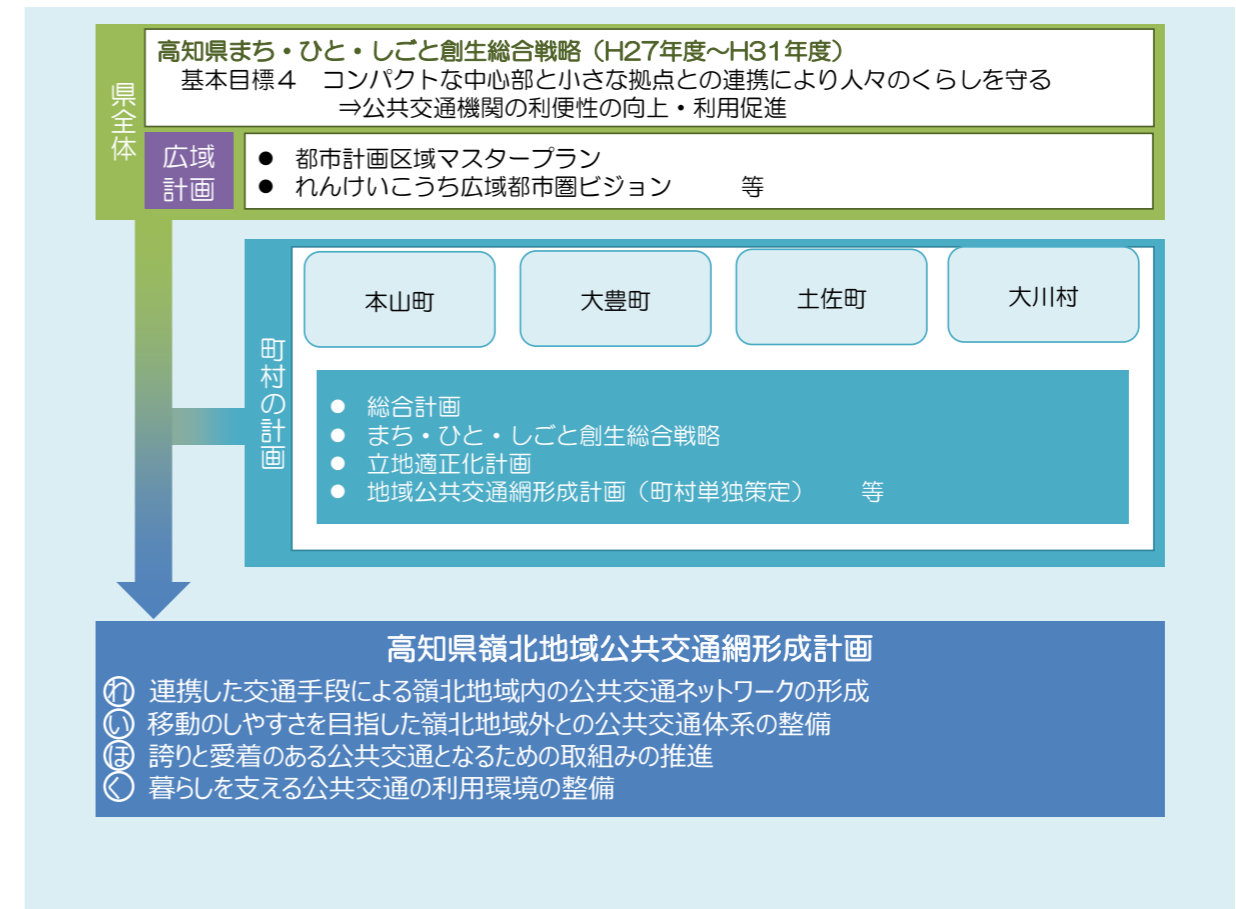 県全体
高知県まち・ひと・しごと創生総合戦略（H27年度～H31年度）
基本目標４　コンパクトな中心部と小さな拠点との連携により人々のくらしを守る
⇒公共交通機関の利便性の向上・利用促進
広域
計画
● 都市計画区域マスタープラン
● れんけいこうち広域都市圏ビジョン　　　等
町村の計画
本山町
大豊町
土佐町
大川村
● 総合計画
● まち・ひと・しごと創生総合戦略
● 立地適正化計画
● 地域公共交通網形成計画（町村単独策定）　　等
高知県嶺北地域公共交通網形成計画
れ 連携した交通手段による嶺北地域内の公共交通ネットワークの形成
い 移動のしやすさを目指した嶺北地域外との公共交通体系の整備
ほ 誇りと愛着のある公共交通となるための取組みの推進
く 暮らしを支える公共交通の利用環境の整備